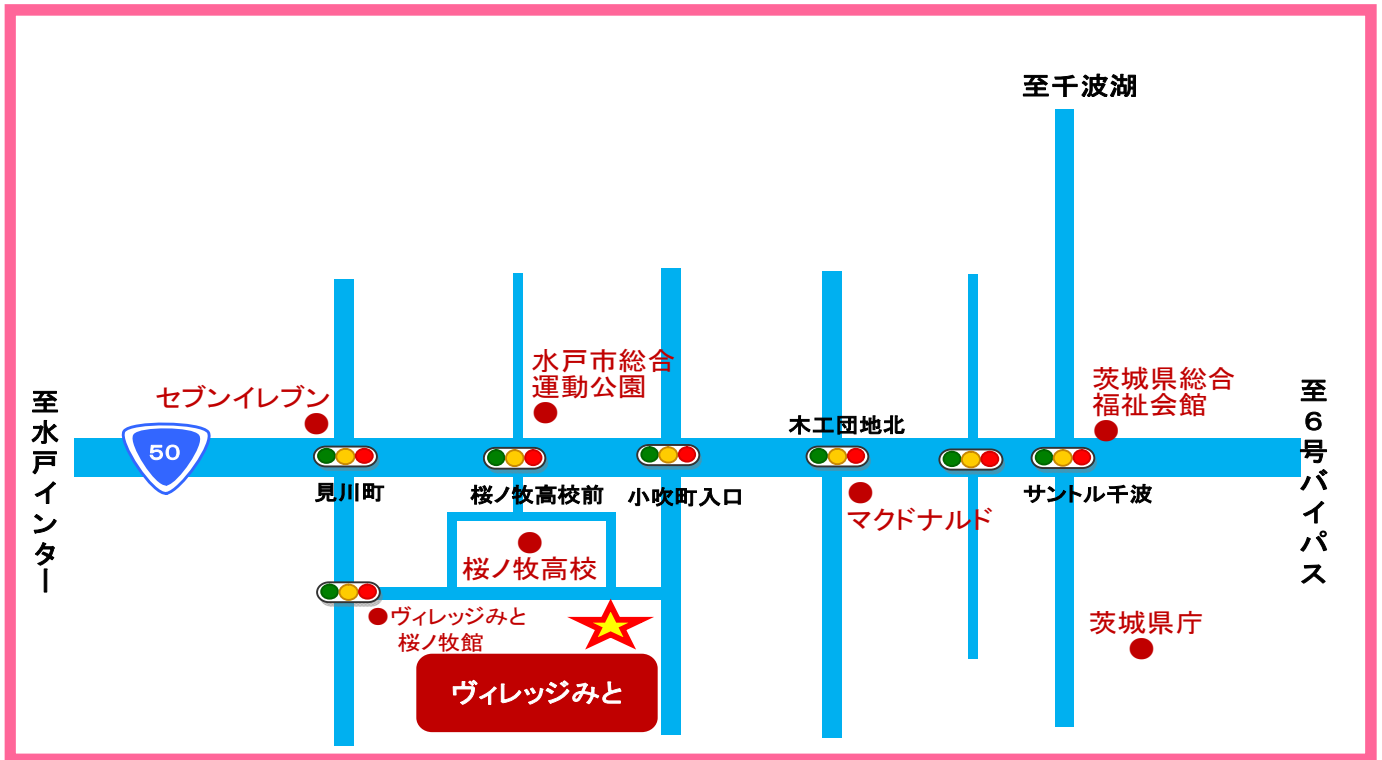 至千波湖
水戸市総合
運動公園
セブンイレブン
茨城県総合
福祉会館
至水戸インター
至６号バイパス
木工団地北
50
見川町
桜ノ牧高校前
小吹町入口
サントル千波
マクドナルド
桜ノ牧高校
ヴィレッジみと
桜ノ牧館
茨城県庁
ヴィレッジみと